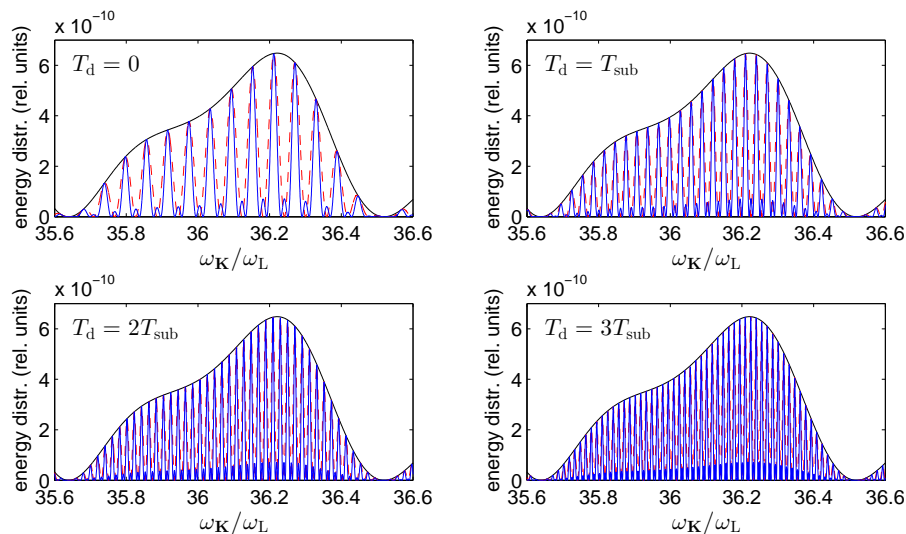 x 10⁻¹⁰
energy distr. (rel. units)
6
4
2
0
T_d = 0
35.6 35.8 36 36.2 36.4 36.6
ω_K/ω_L
x 10⁻¹⁰
energy distr. (rel. units)
6
4
2
0
T_d = T_sub
35.6 35.8 36 36.2 36.4 36.6
ω_K/ω_L
x 10⁻¹⁰
energy distr. (rel. units)
6
4
2
0
T_d = 2T_sub
35.6 35.8 36 36.2 36.4 36.6
ω_K/ω_L
x 10⁻¹⁰
energy distr. (rel. units)
6
4
2
0
T_d = 3T_sub
35.6 35.8 36 36.2 36.4 36.6
ω_K/ω_L